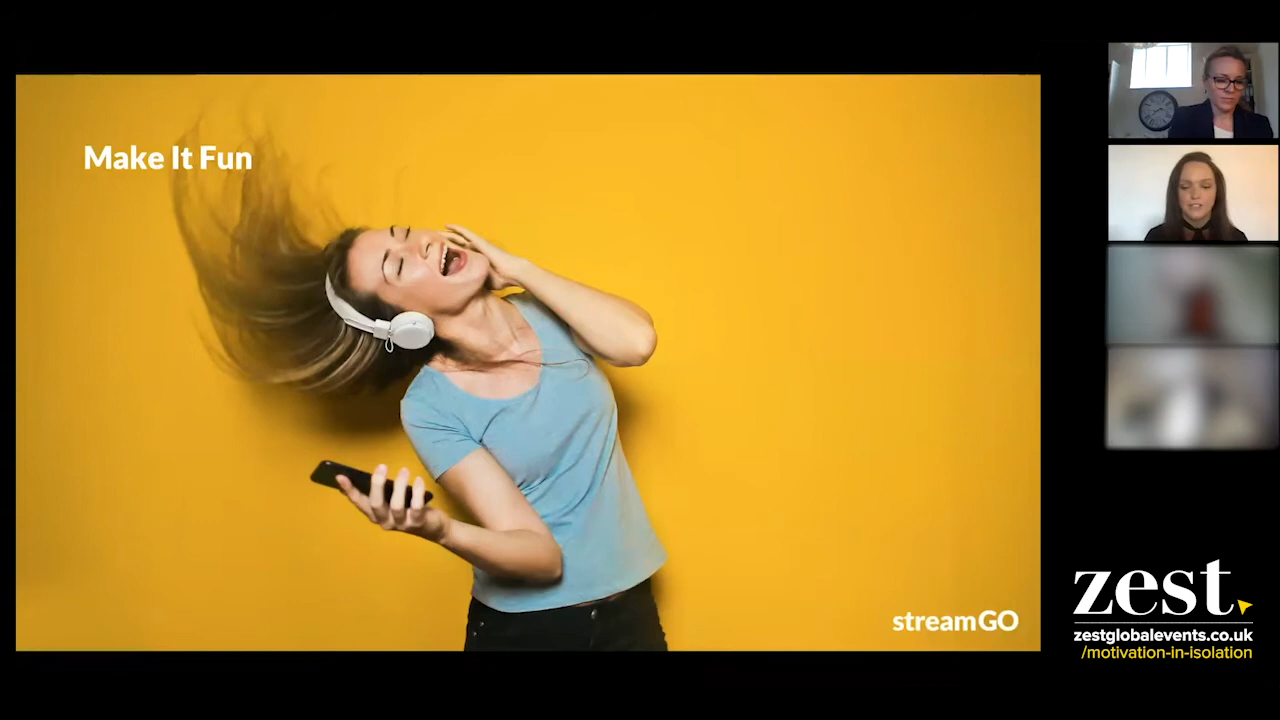 Make It Fun
streamGO
zest
zestglobalevents.co.uk
/motivation-in-isolation